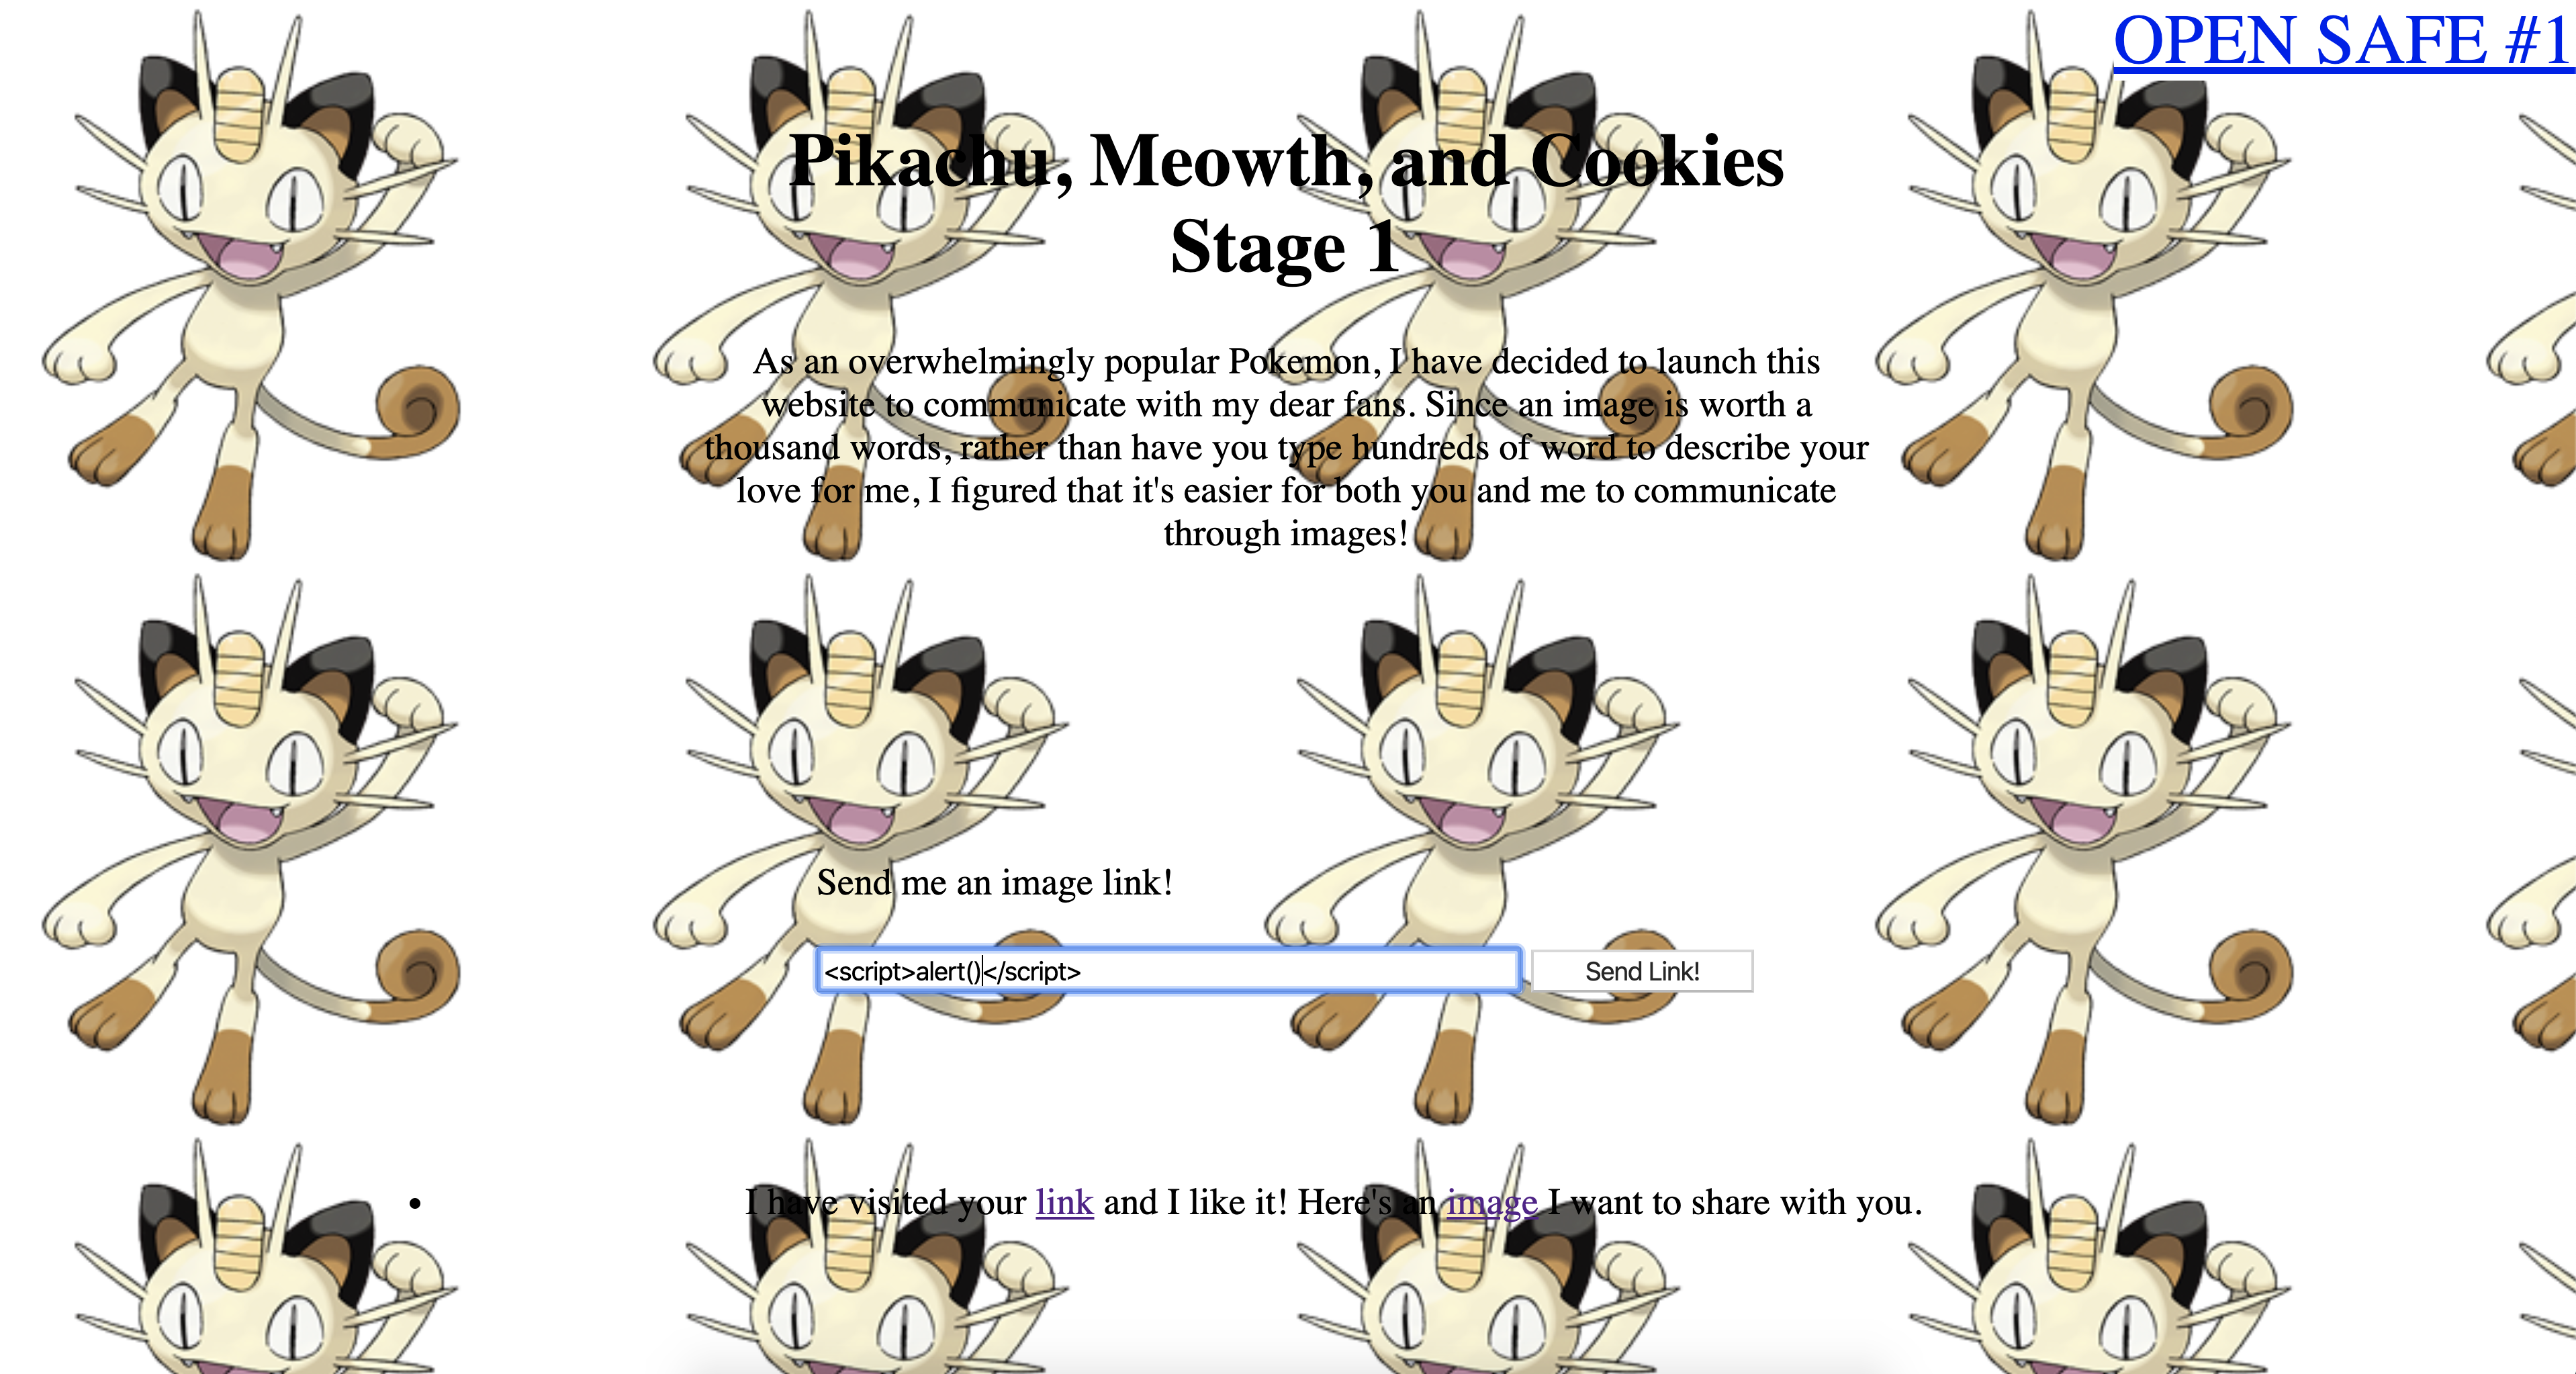 OPEN SAFE #1
Pikachu, Meowth, and Cookies
Stage 1
As an overwhelmingly popular Pokemon, I have decided to launch this
website to communicate with my dear fans. Since an image is worth a
thousand words, rather than have you type hundreds of word to describe your
love for me, I figured that it's easier for both you and me to communicate
through images!
Send me an image link!
<script>alert()</script>
Send Link!
• I have visited your link and I like it! Here's an image I want to share with you.